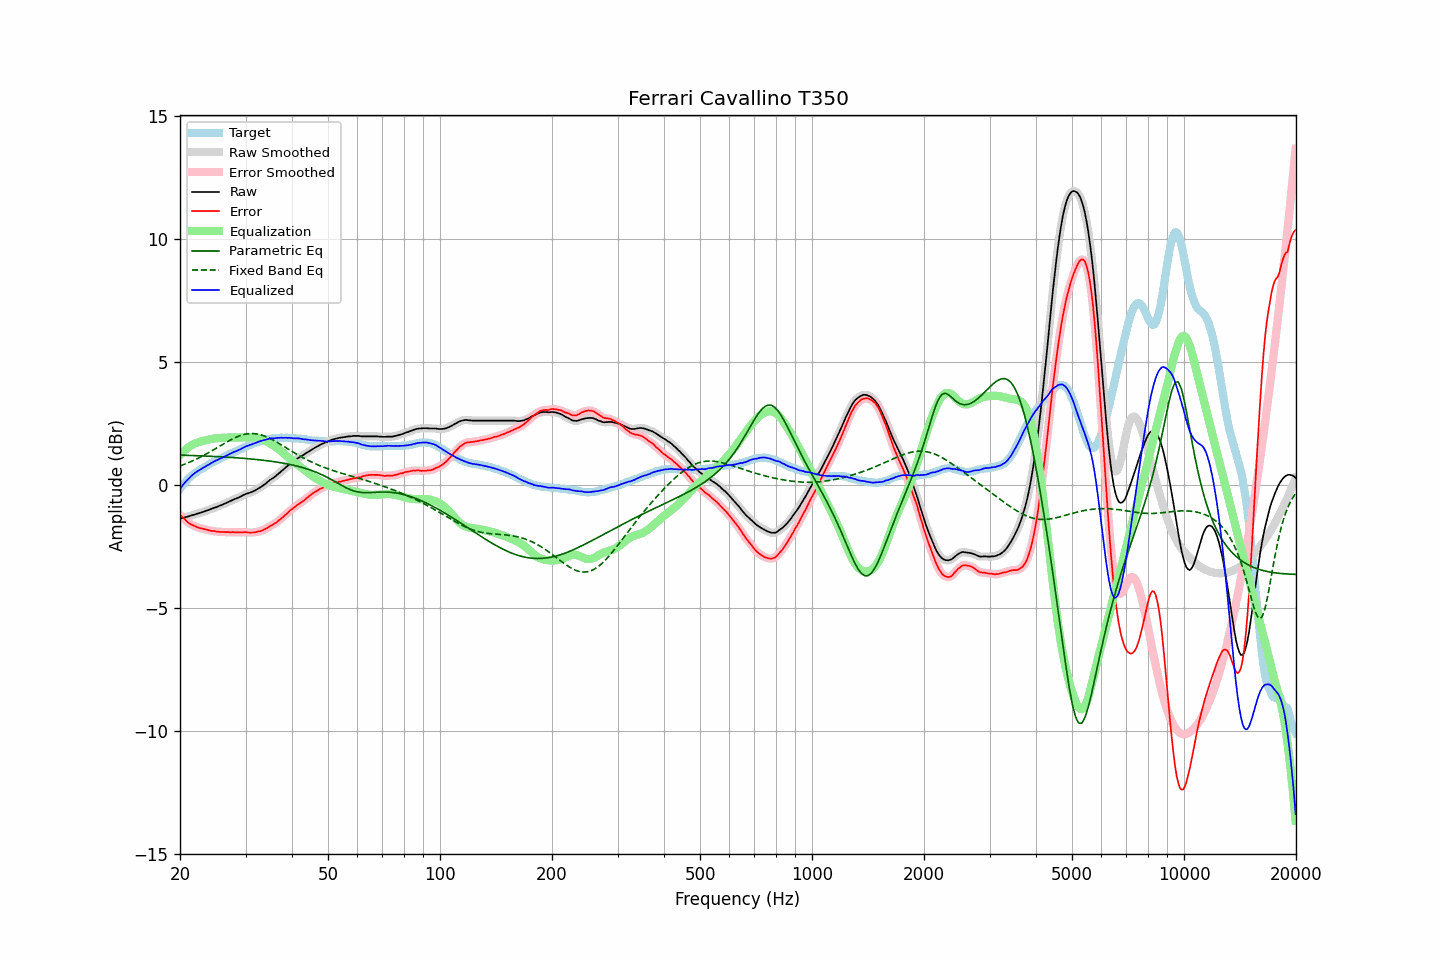 Ferrari Cavallino T350
Amplitude (dBr)
15
10
5
0
−5
−10
−15
Target
Raw Smoothed
Error Smoothed
Raw
Error
Equalization
Parametric Eq
Fixed Band Eq
Equalized
20 50 100 200 500 1000 2000 5000 10000 20000
Frequency (Hz)